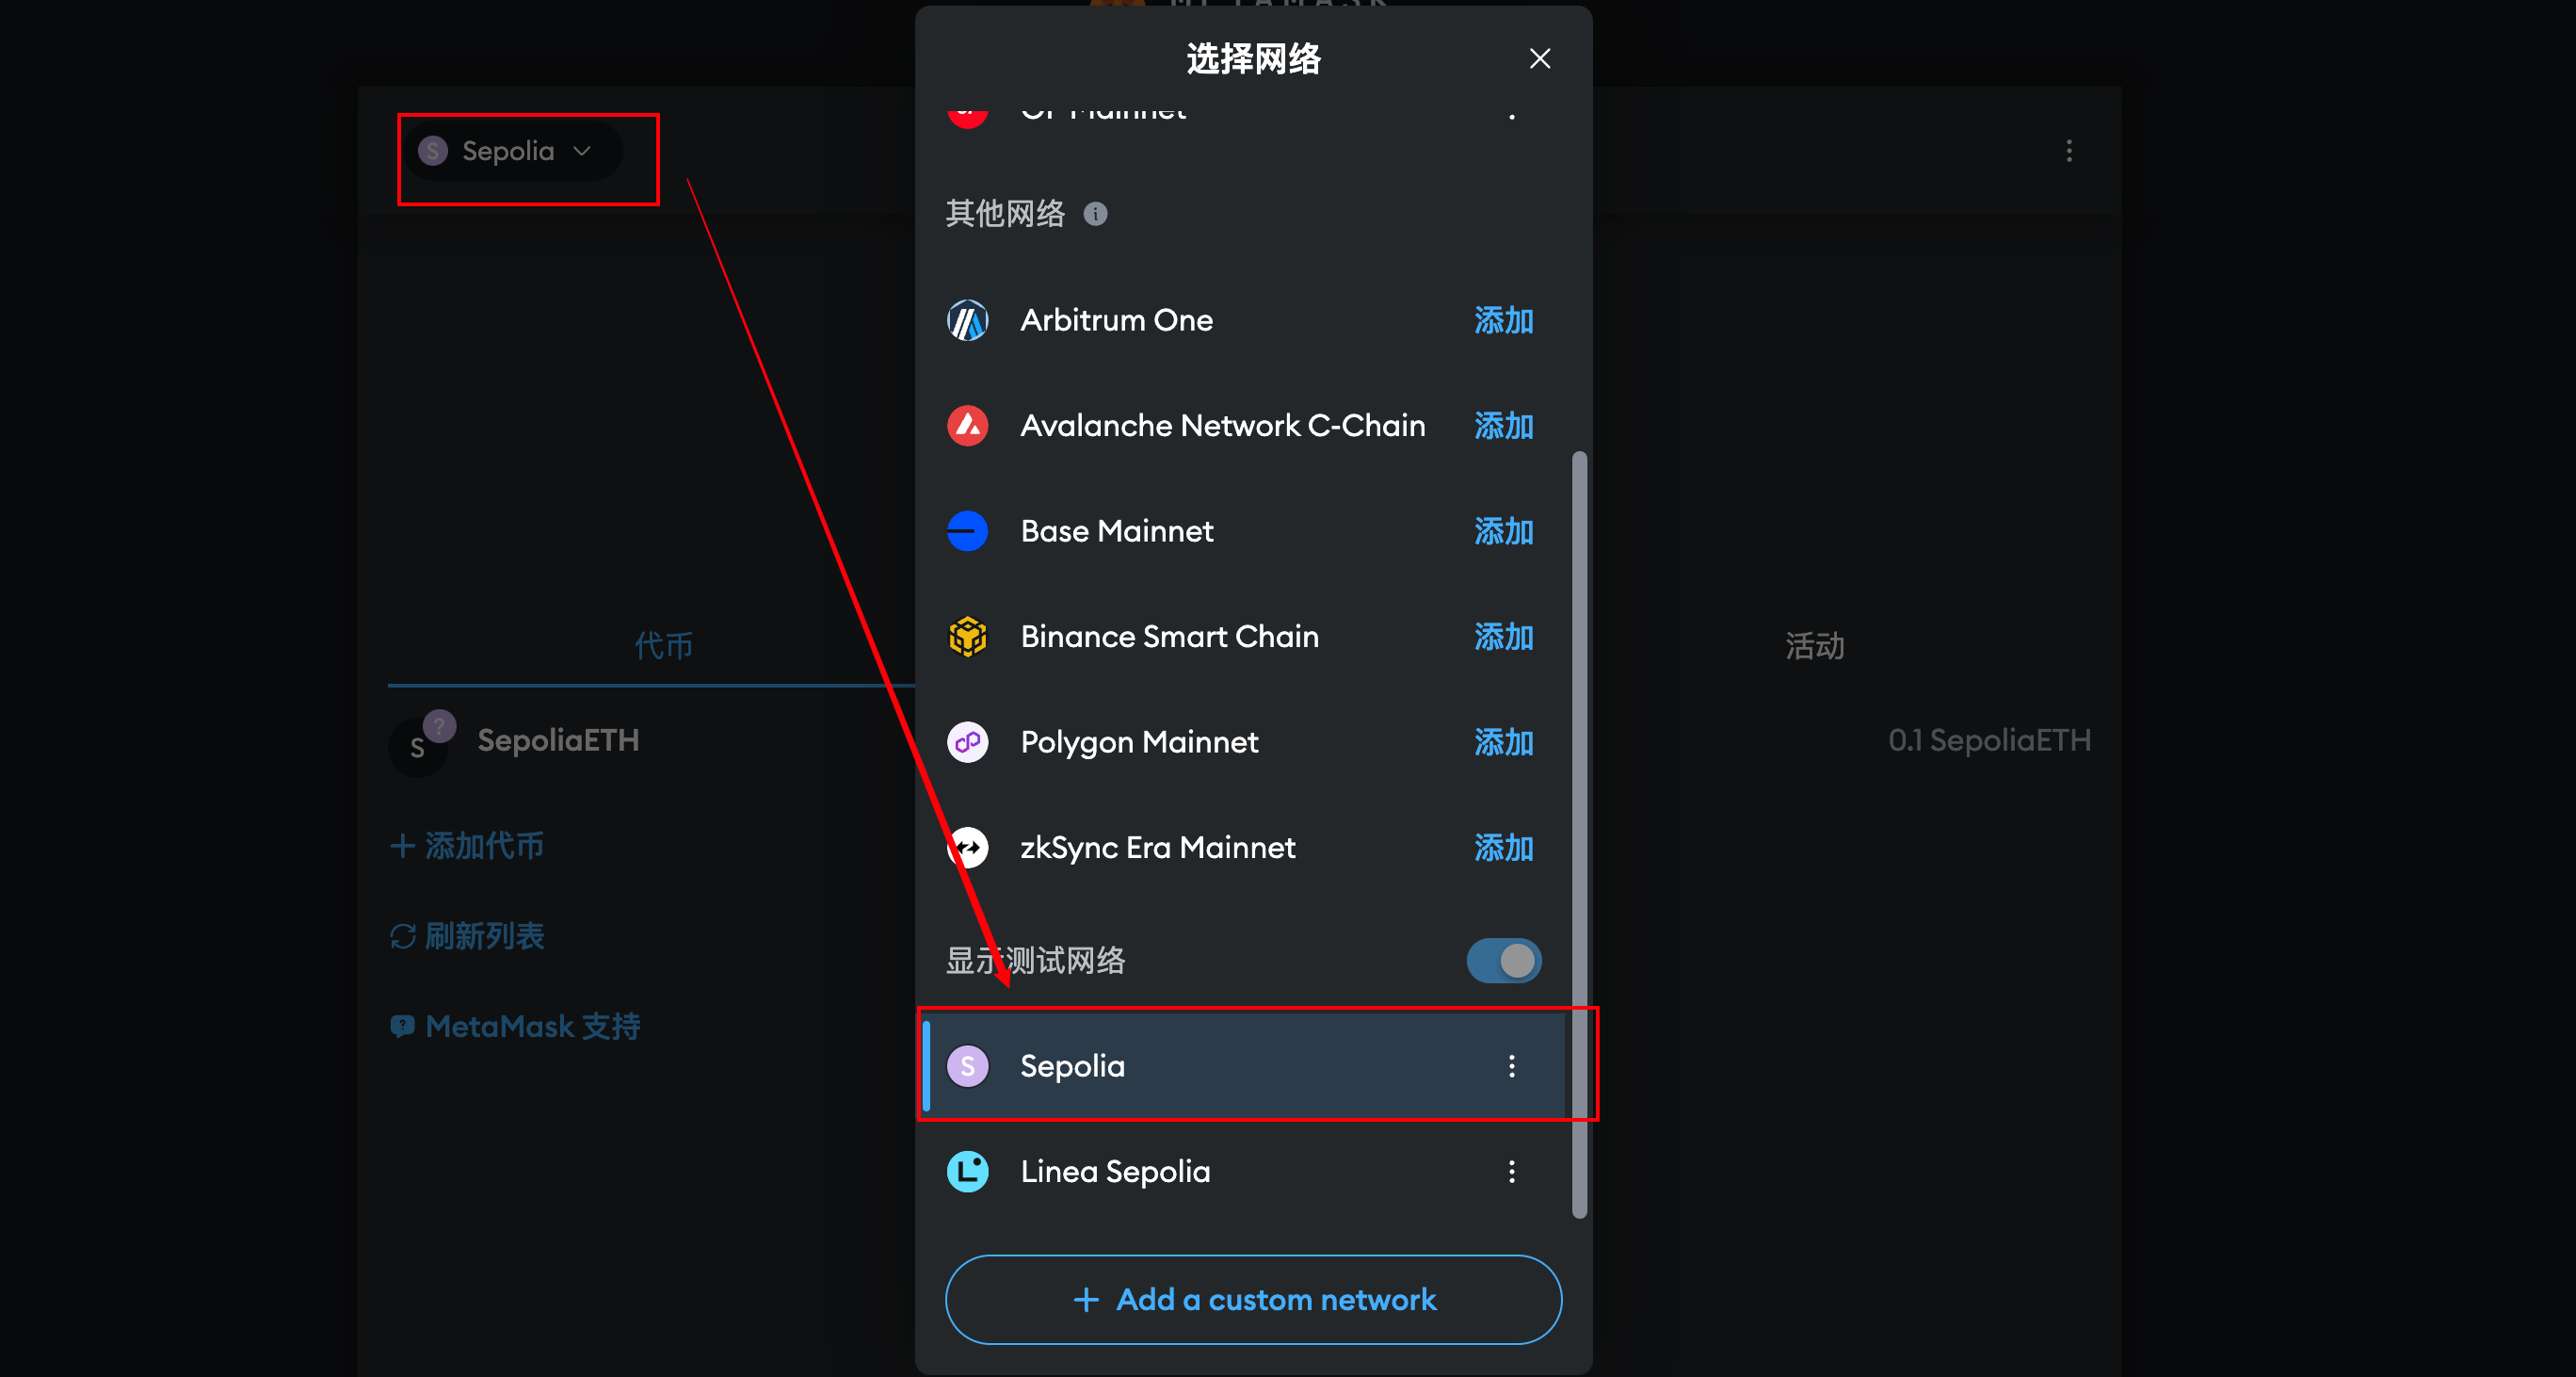 METAMASK
选择网络
Sepolia
OP Mainnet
其他网络
Arbitrum One
添加
Avalanche Network C-Chain
添加
Base Mainnet
添加
Binance Smart Chain
添加
代币
活动
SepoliaETH
0.1 SepoliaETH
Polygon Mainnet
添加
添加代币
zkSync Era Mainnet
添加
刷新列表
显示测试网络
MetaMask 支持
S
Sepolia
Linea Sepolia
Add a custom network